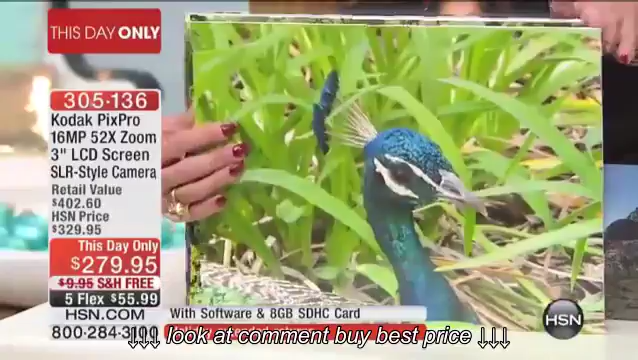 THIS DAY ONLY
305-136
Kodak PixPro
16MP 52X Zoom
3" LCD Screen
SLR-Style Camera
Retail Value
$402.60
HSN Price
$329.95
This Day Only
$279.95
$9.95 S&H FREE
5 Flex $55.99
HSN.COM
800-284-3100
With Software & 8GB SDHC Card
HSN
↓↓↓ look at comment buy best price ↓↓↓